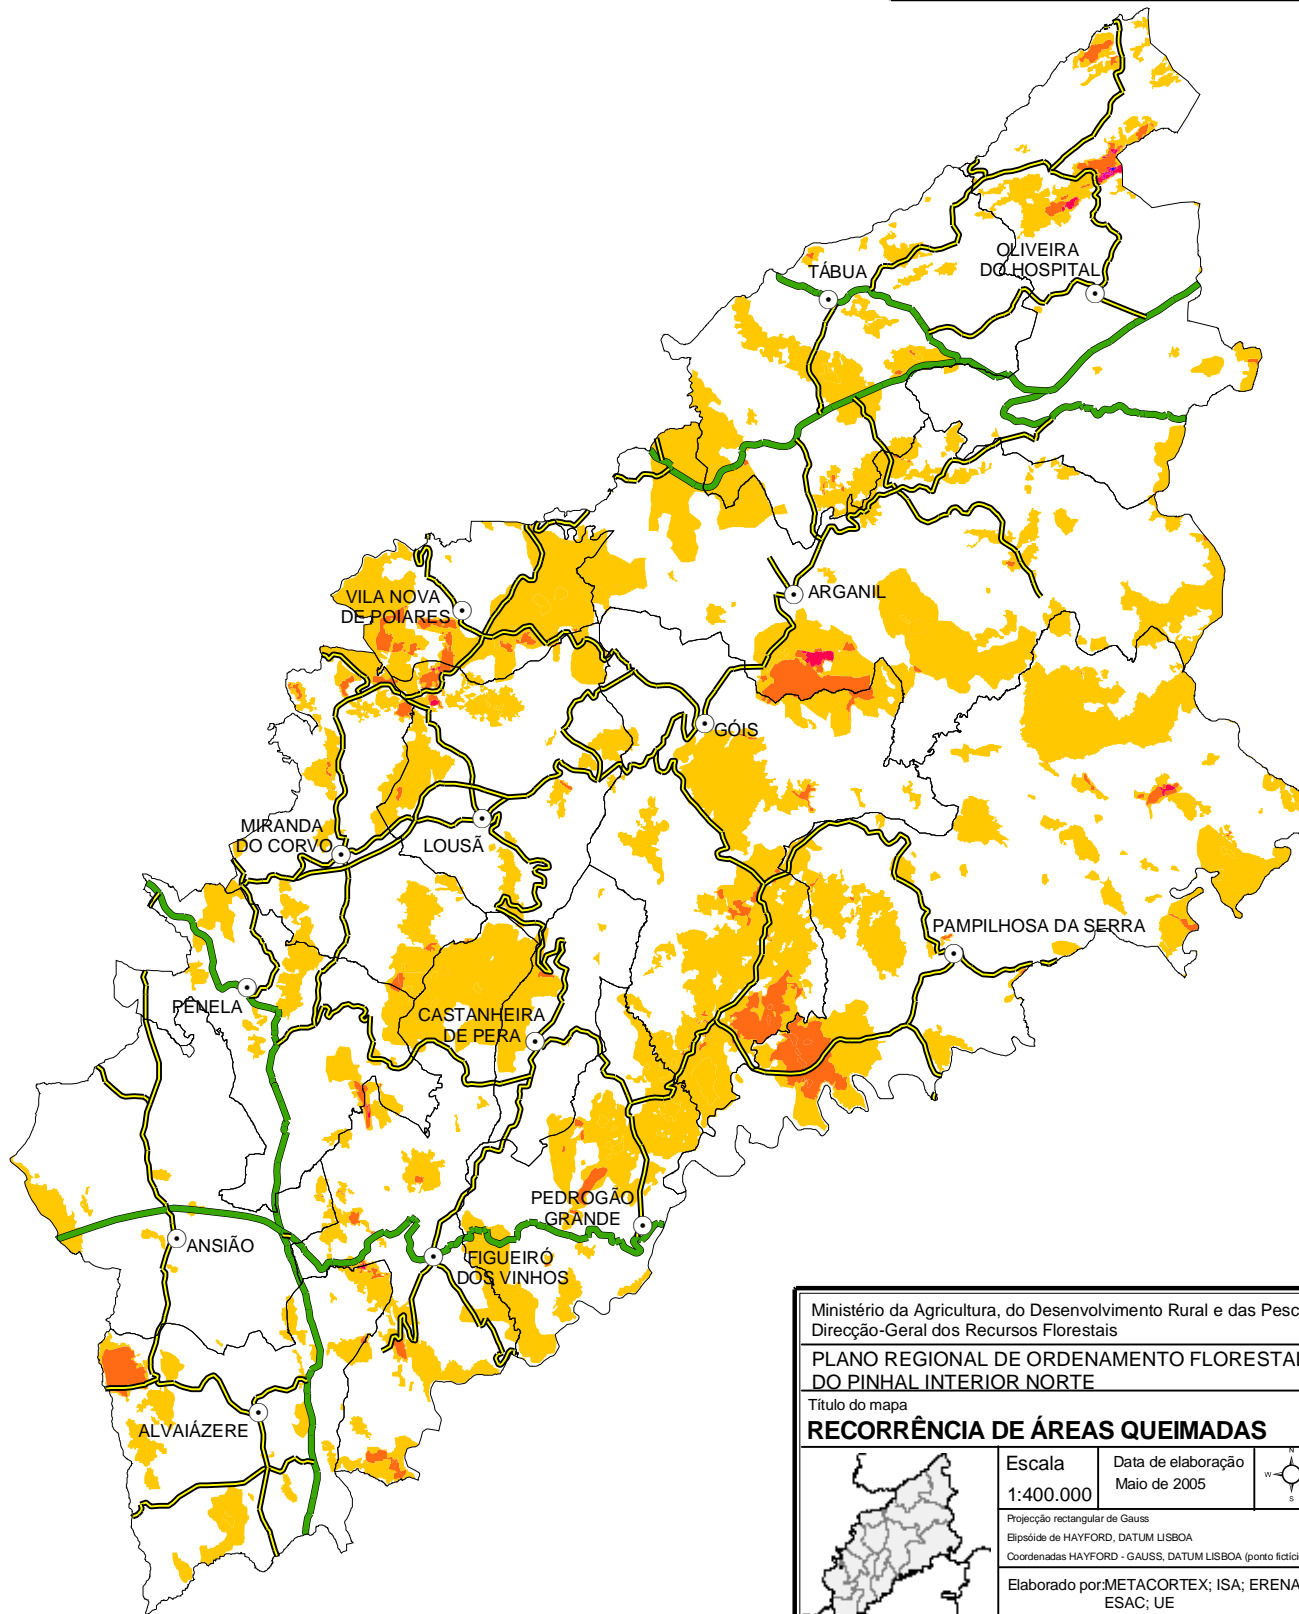 OLIVEIRA
DO HOSPITAL
TÁBUA
ARGANIL
VILA NOVA
DE POIARES
GÓIS
MIRANDA
DO CORVO
LOUSÃ
PAMPILHOSA DA SERRA
PENELA
CASTANHEIRA
DE PERA
PEDROGÃO
GRANDE
ANSIÃO
FIGUEIRÓ
DOS VINHOS
ALVAIÁZERE
Ministério da Agricultura, do Desenvolvimento Rural e das Pesc
Direcção-Geral dos Recursos Florestais
PLANO REGIONAL DE ORDENAMENTO FLORESTAL
DO PINHAL INTERIOR NORTE
Título do mapa
RECORRÊNCIA DE ÁREAS QUEIMADAS
Escala
1:400.000
Data de elaboração
Maio de 2005
N
W
S
Projecção rectangular de Gauss
Elipsóide de HAYFORD, DATUM LISBOA
Coordenadas HAYFORD - GAUSS, DATUM LISBOA (ponto fictíci
Elaborado por:METACORTEX; ISA; ERENA
ESAC; UE